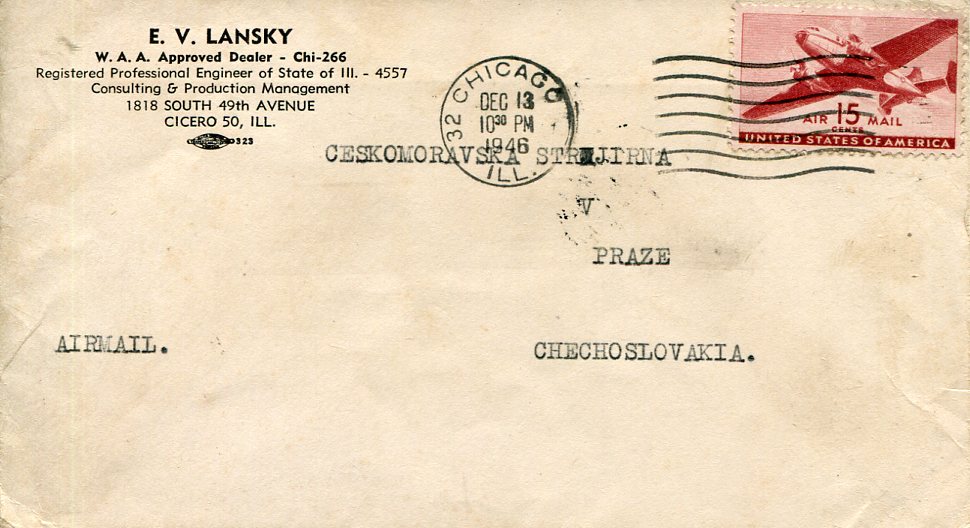 E. V. LANSKY
W. A. A. Approved Dealer - Chi-266
Registered Professional Engineer of State of Ill. - 4557
Consulting & Production Management
1818 SOUTH 49th AVENUE
CICERO 50, ILL.
323
32 CHICAGO
DEC 13
10 30 PM
1946
ILL.
AIR 15 MAIL
CENTS
UNITED STATES OF AMERICA
CESKOMORAVSKA STROJIRNA
V
PRAZE
AIRMAIL.
CHECHOSLOVAKIA.